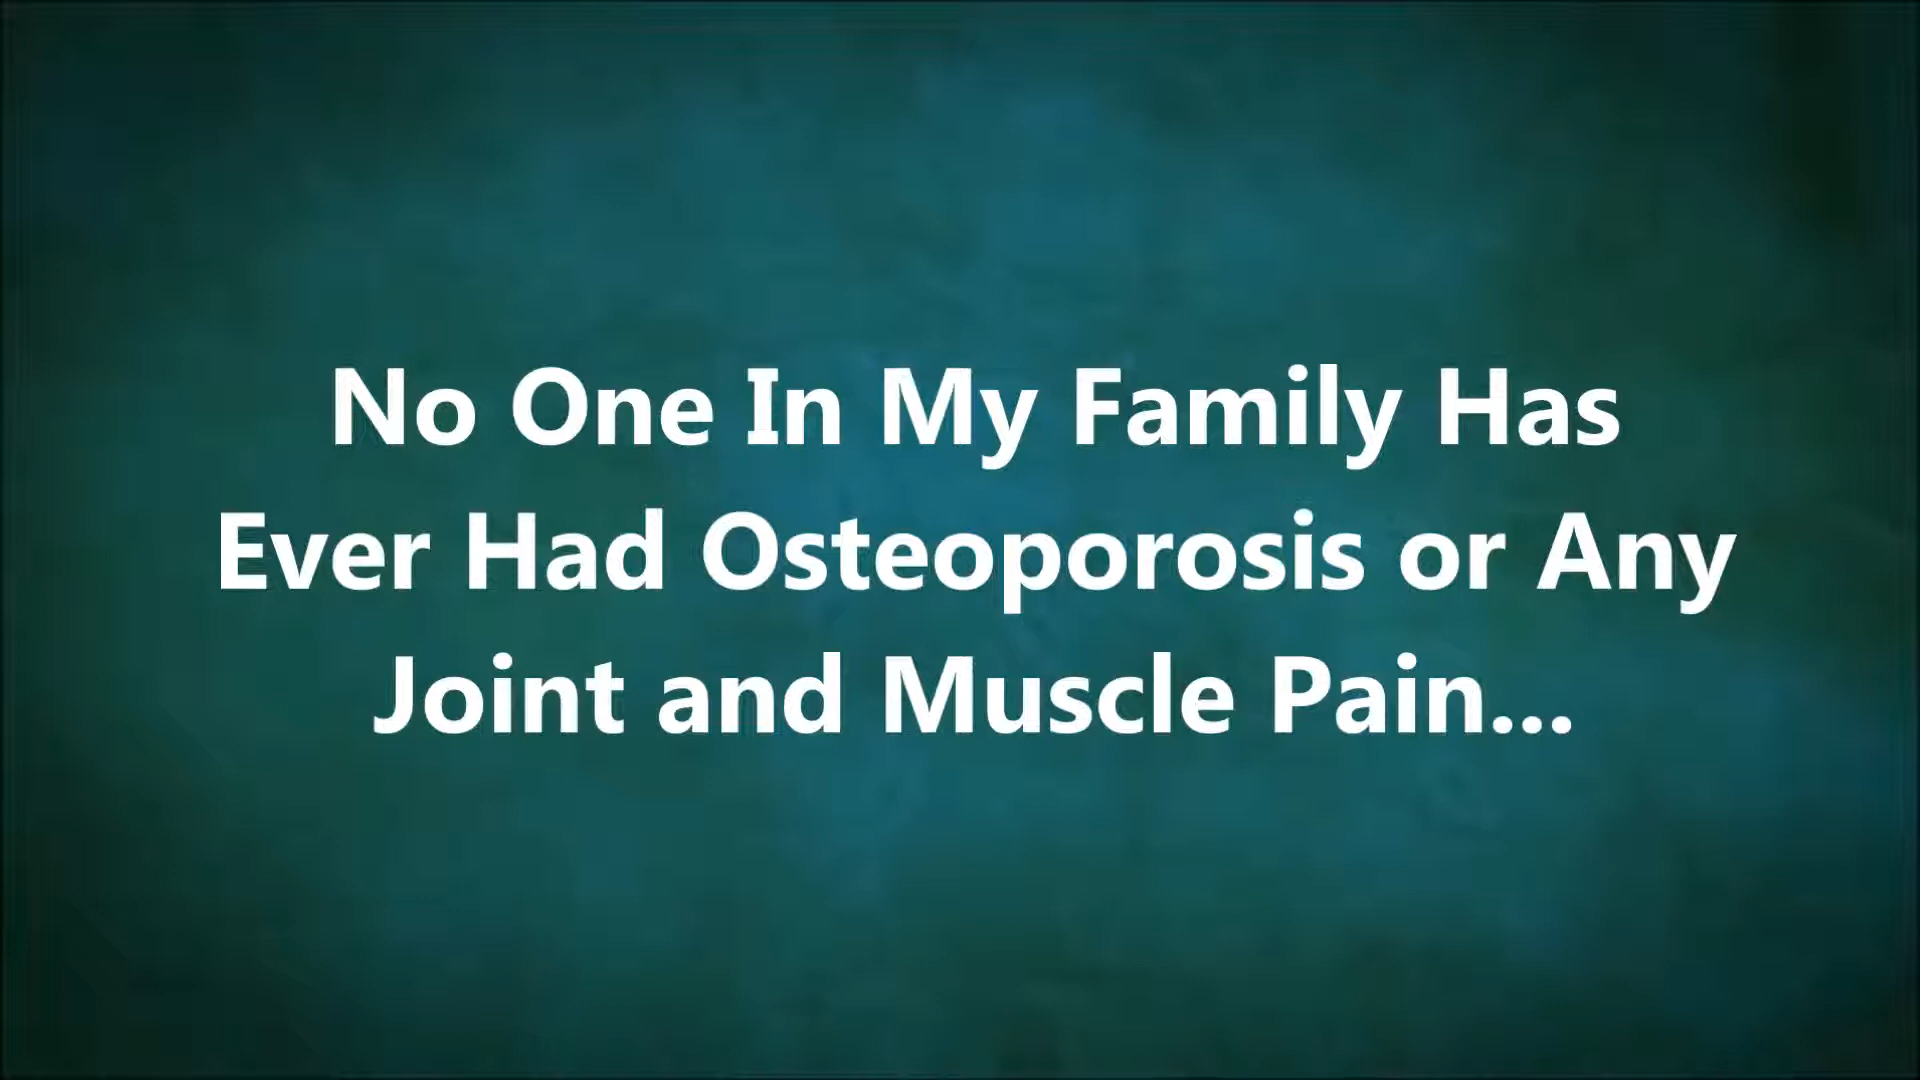 No One In My Family Has
Ever Had Osteoporosis or Any
Joint and Muscle Pain...